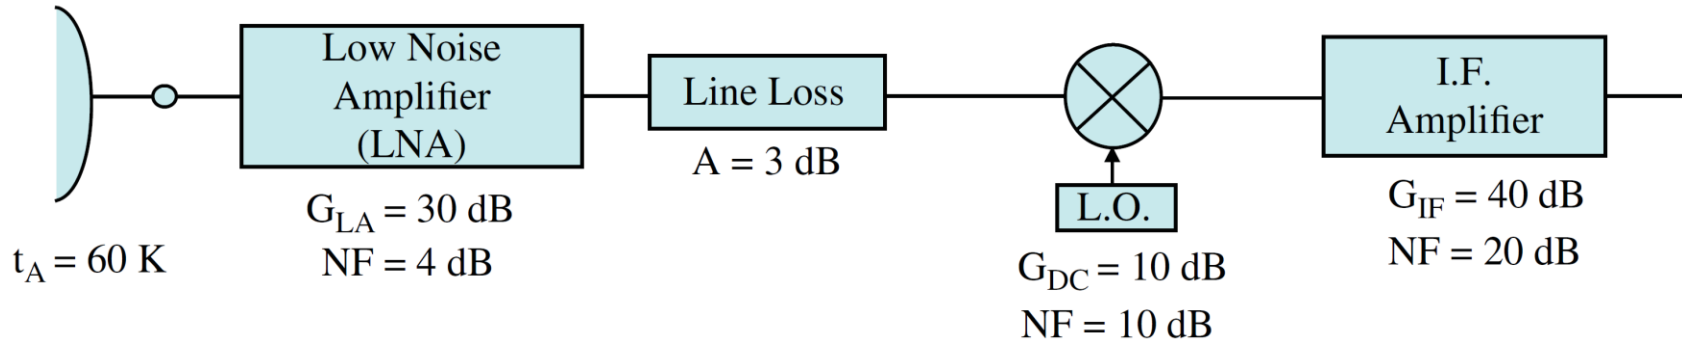 Low Noise
Amplifier
(LNA)
Line Loss
I.F.
Amplifier
A = 3 dB
L.O.
G_LA = 30 dB
NF = 4 dB
t_A = 60 K
G_DC = 10 dB
NF = 10 dB
G_IF = 40 dB
NF = 20 dB